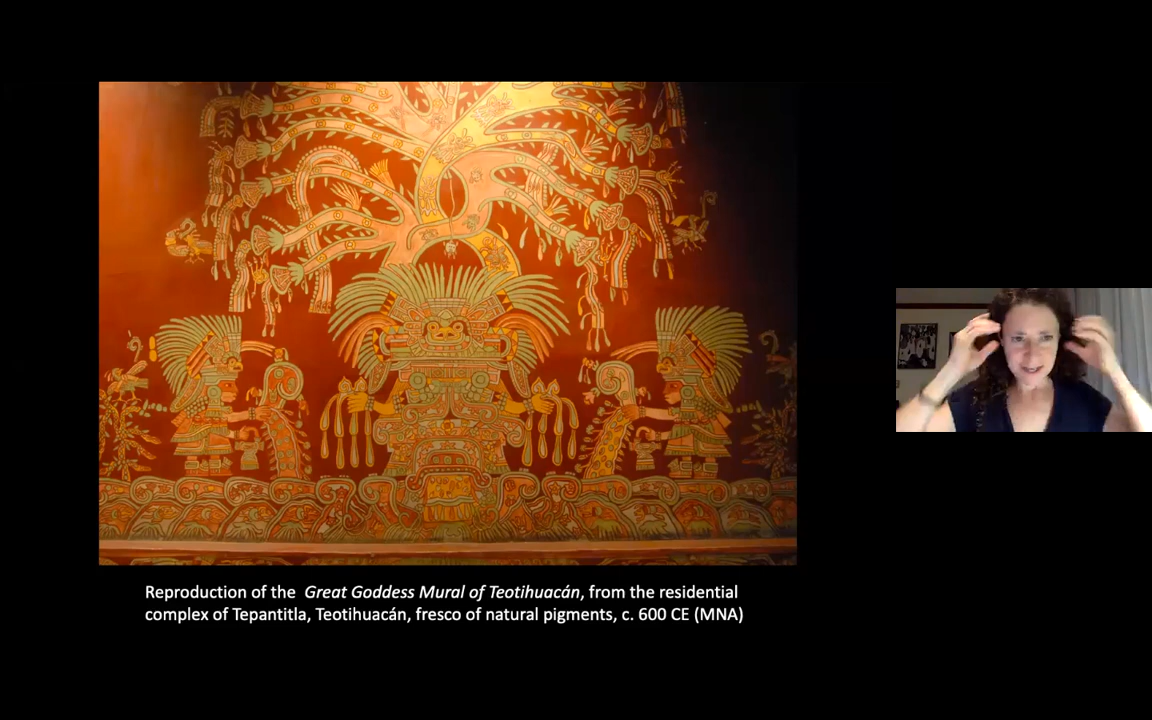 Reproduction of the Great Goddess Mural of Teotihuacán, from the residential
complex of Tepantitla, Teotihuacán, fresco of natural pigments, c. 600 CE (MNA)